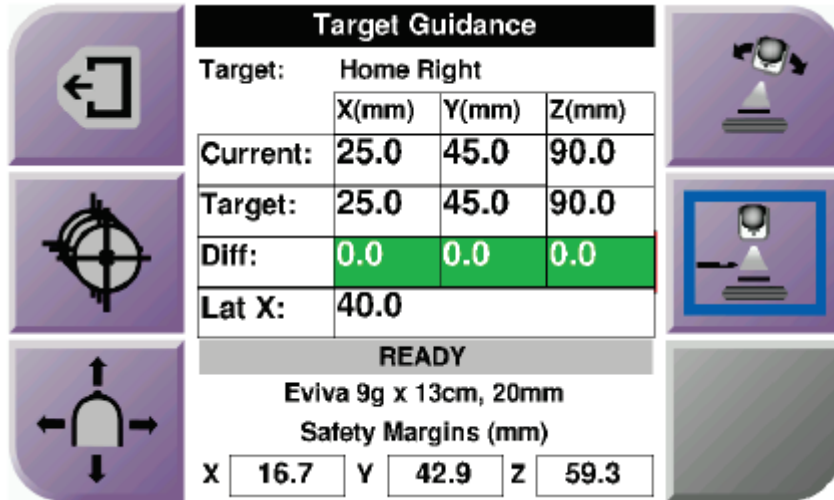 Target Guidance
Target: Home Right
X(mm) Y(mm) Z(mm)
Current: 25.0 45.0 90.0
Target: 25.0 45.0 90.0
Diff: 0.0 0.0 0.0
Lat X: 40.0
READY
Eviva 9g x 13cm, 20mm
Safety Margins (mm)
X 16.7 Y 42.9 Z 59.3